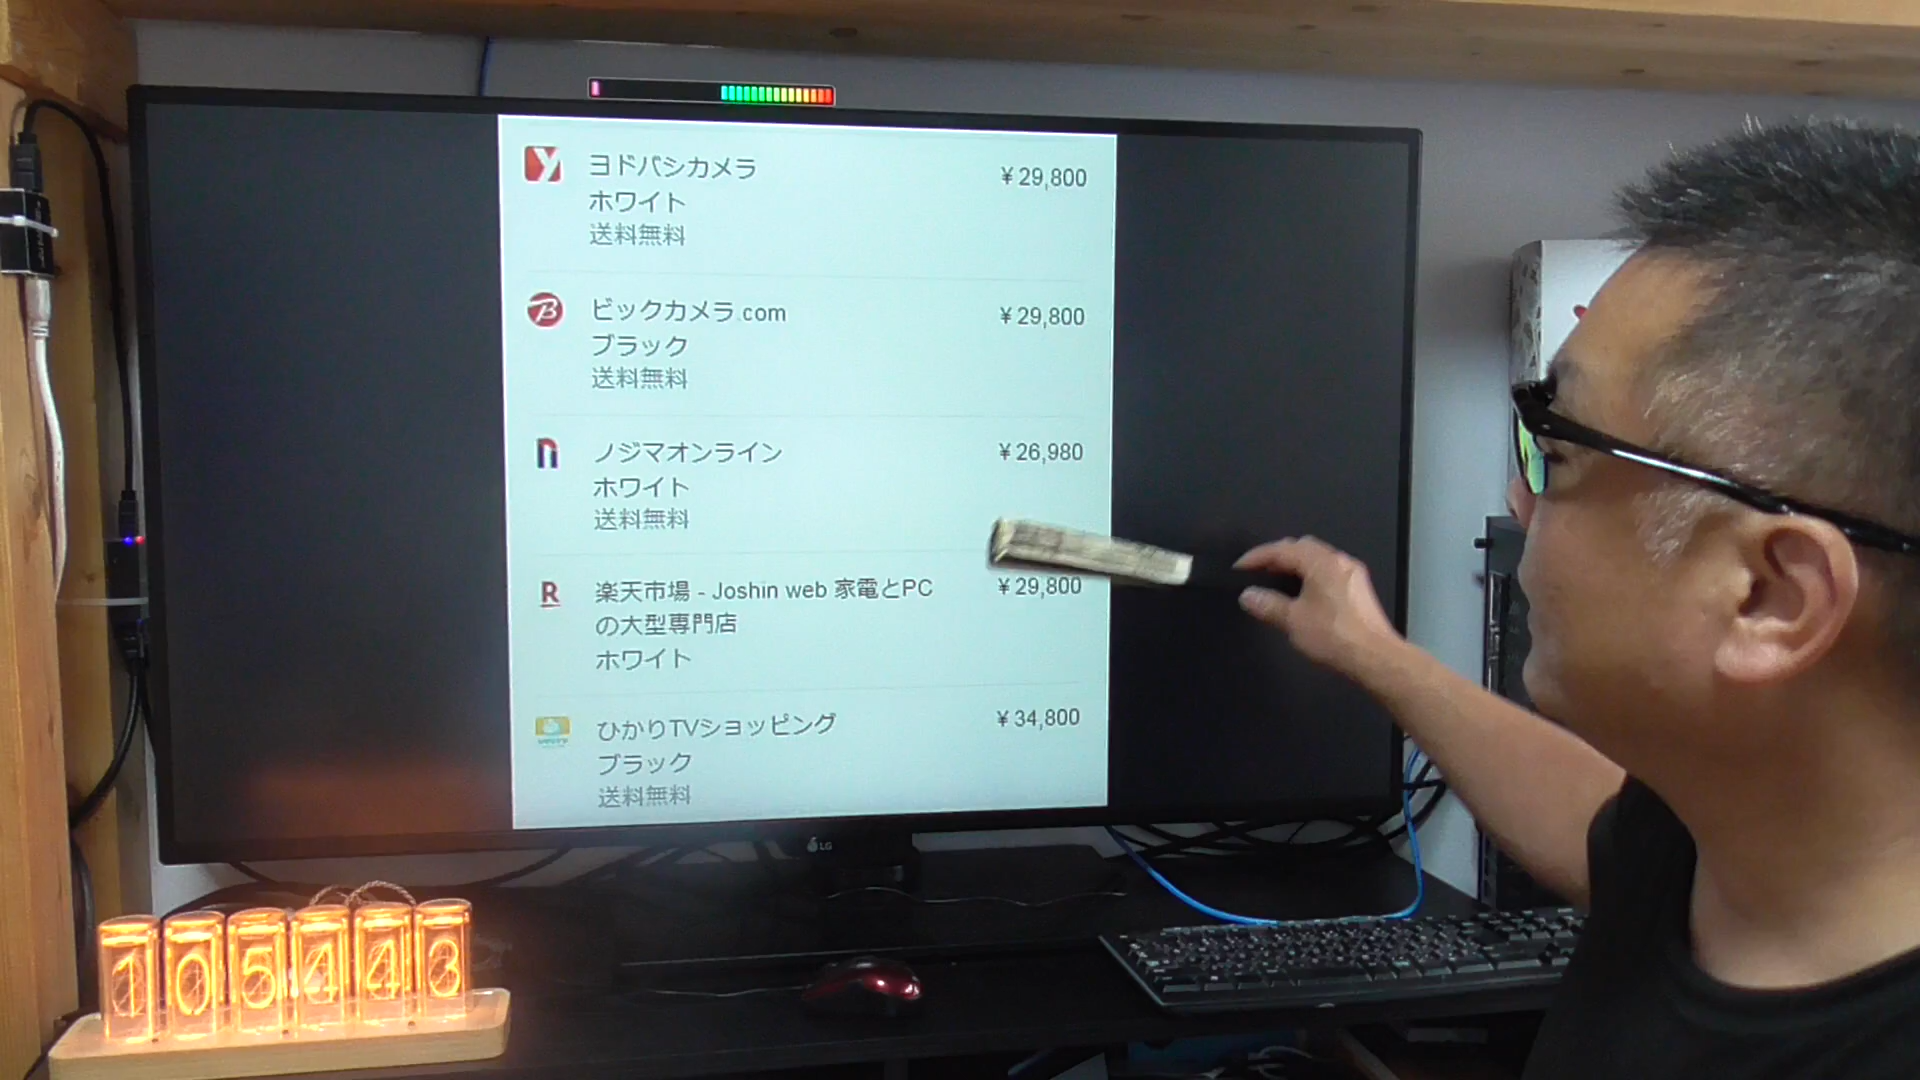 ヨドバシカメラ
¥29,800
ホワイト
送料無料
ビックカメラ.com
¥29,800
ブラック
送料無料
ノジマオンライン
¥26,980
ホワイト
送料無料
R
楽天市場 - Joshin web 家電とPC
¥29,800
の大型専門店
ホワイト
ひかりTVショッピング
¥34,800
ブラック
送料無料
LG
105443